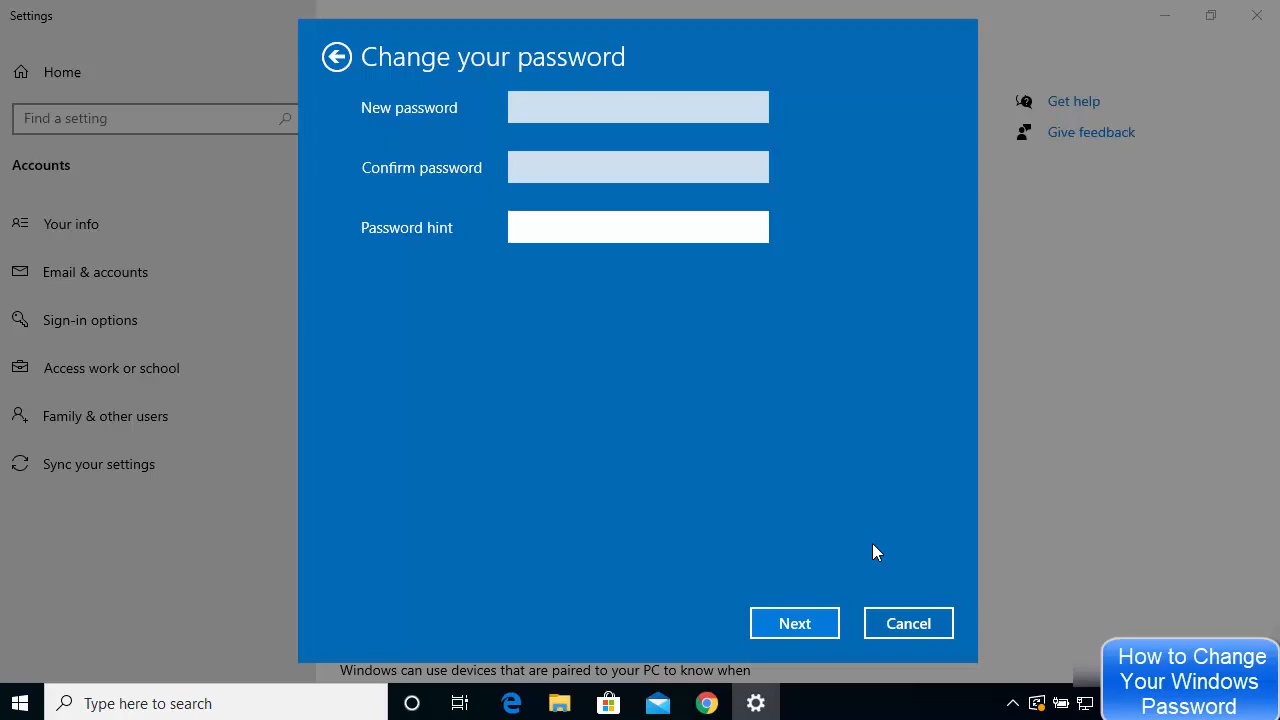 Settings
Home
Find a setting
Accounts
Your info
Email & accounts
Sign-in options
Access work or school
Family & other users
Sync your settings
Change your password
New password
Confirm password
Password hint
Next
Cancel
Get help
Give feedback
Windows can use devices that are paired to your PC to know when
Type here to search
How to Change
Your Windows
Password